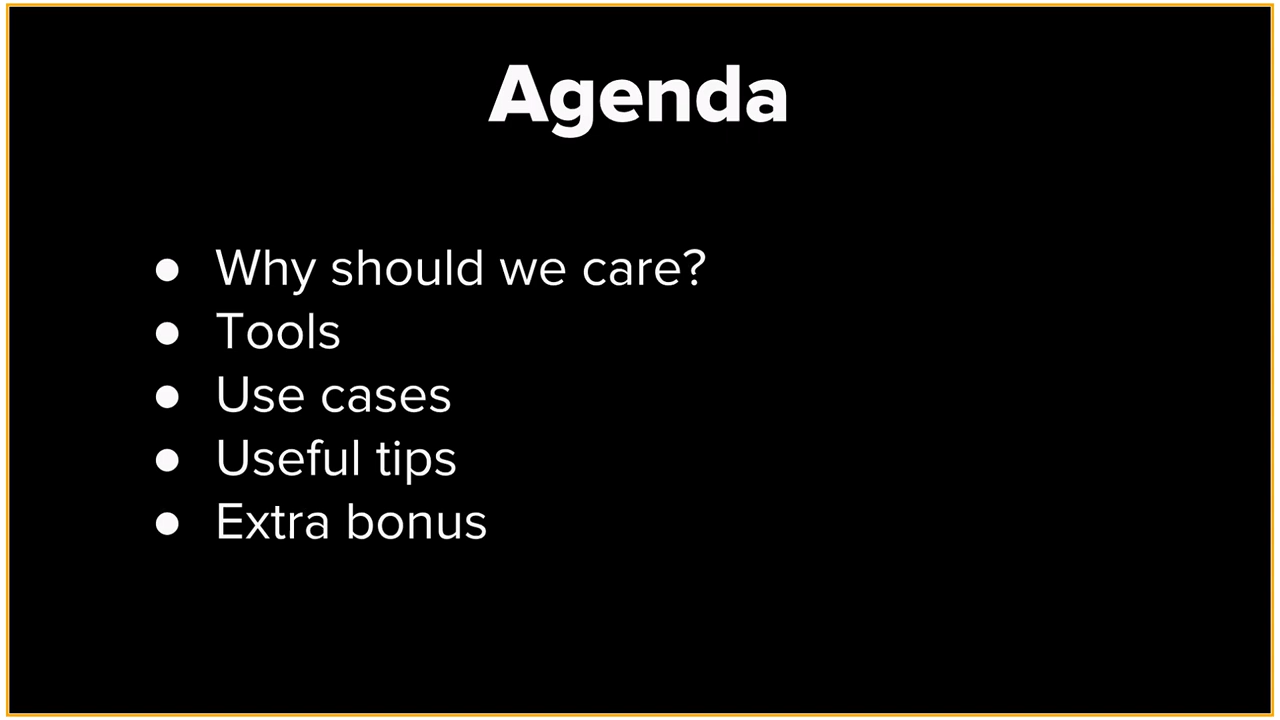 Agenda
● Why should we care?
● Tools
● Use cases
● Useful tips
● Extra bonus